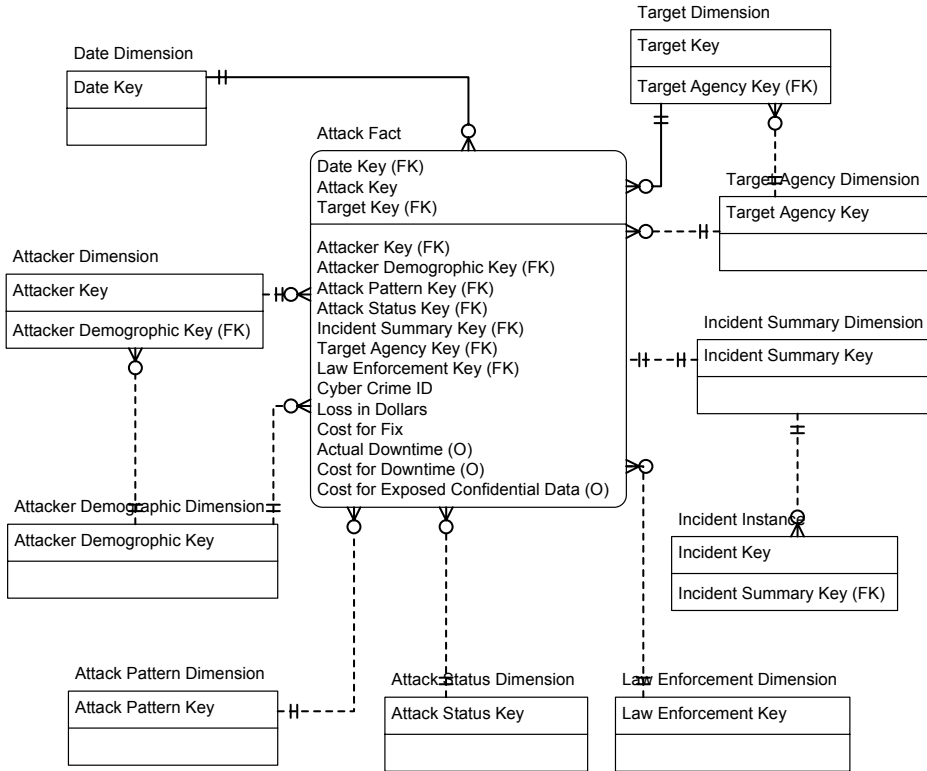 Target Dimension
Target Key
Target Agency Key (FK)
Date Dimension
Date Key
Attack Fact
Date Key (FK)
Attack Key
Target Key (FK)
Attacker Key (FK)
Attacker Demographic Key (FK)
Attack Pattern Key (FK)
Attack Status Key (FK)
Incident Summary Key (FK)
Target Agency Key (FK)
Law Enforcement Key (FK)
Cyber Crime ID
Loss in Dollars
Cost for Fix
Actual Downtime (O)
Cost for Downtime (O)
Cost for Exposed Confidential Data (O)
Target Agency Dimension
Target Agency Key
Attacker Dimension
Attacker Key
Attacker Demographic Key (FK)
Incident Summary Dimension
Incident Summary Key
Attacker Demographic Dimension
Attacker Demographic Key
Incident Instance
Incident Key
Incident Summary Key (FK)
Attack Pattern Dimension
Attack Pattern Key
Attack Status Dimension
Attack Status Key
Law Enforcement Dimension
Law Enforcement Key